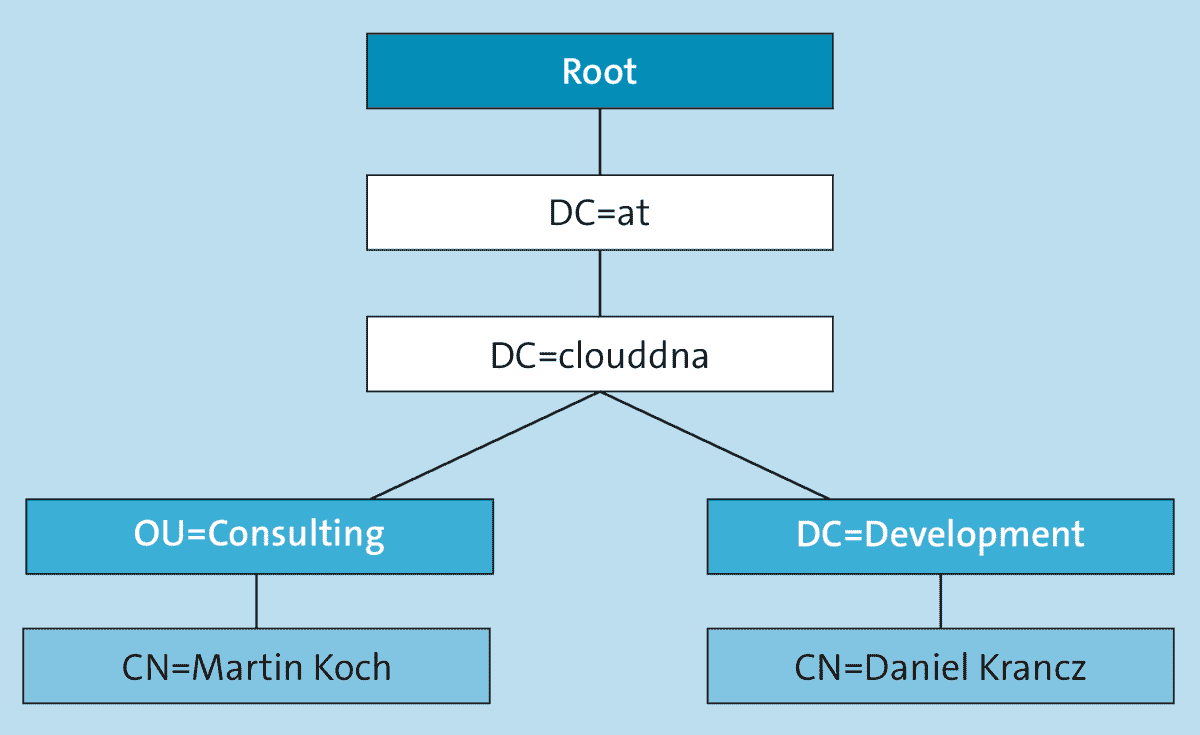 Root
DC=at
DC=clouddna
OU=Consulting
DC=Development
CN=Martin Koch
CN=Daniel Krancz